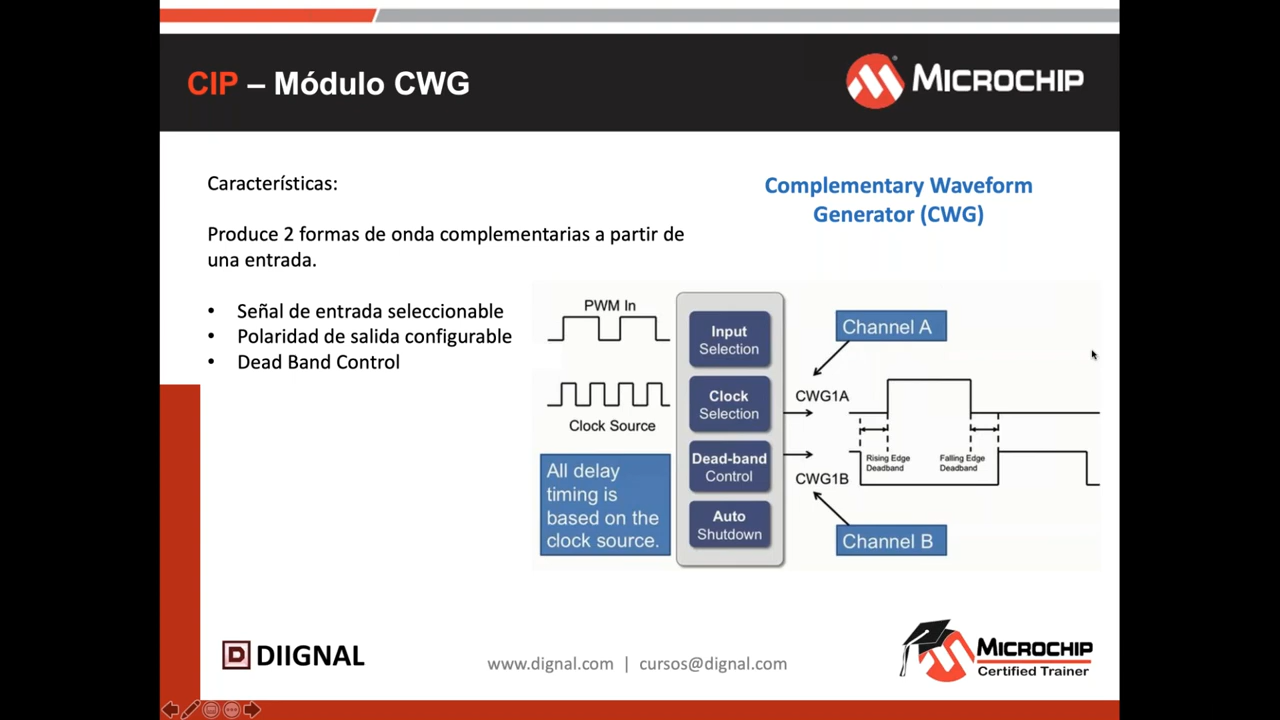 CIP – Módulo CWG
MICROCHIP
Características:
Complementary Waveform
Generator (CWG)
Produce 2 formas de onda complementarias a partir de
una entrada.
• Señal de entrada seleccionable
• Polaridad de salida configurable
• Dead Band Control
PWM In
Clock Source
All delay
timing is
based on the
clock source.
Input
Selection
Clock
Selection
Dead-band
Control
Auto
Shutdown
Channel A
CWG1A
Rising Edge
Deadband
Falling Edge
Deadband
CWG1B
Channel B
D DIIGNAL
www.dignal.com | cursos@dignal.com
MICROCHIP
Certified Trainer